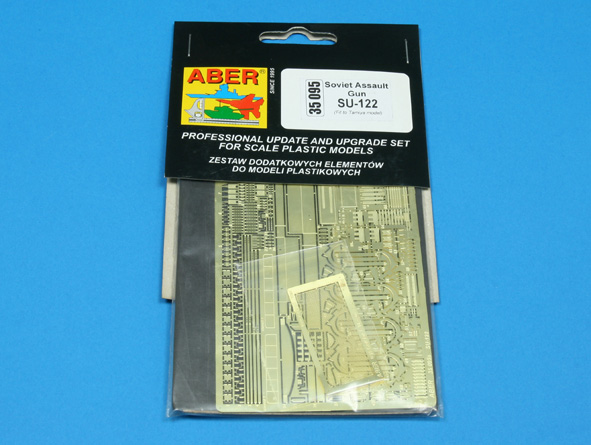 ABER®
SINCE 1995
35 095
Soviet Assault
Gun
SU-122
(Fit to Tamiya model)
PROFESSIONAL UPDATE AND UPGRADE SET
FOR SCALE PLASTIC MODELS
ZESTAW DODATKOWYCH ELEMENTÓW
DO MODELI PLASTIKOWYCH